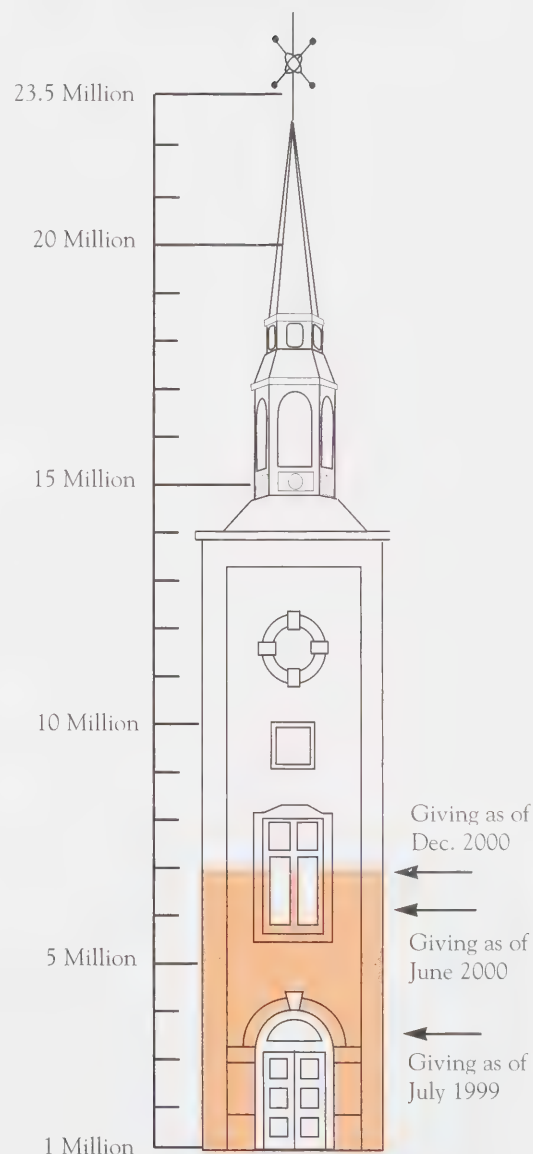 23.5 Million
20 Million
15 Million
10 Million
Giving as of
Dec. 2000
5 Million
Giving as of
June 2000
Giving as of
July 1999
1 Million